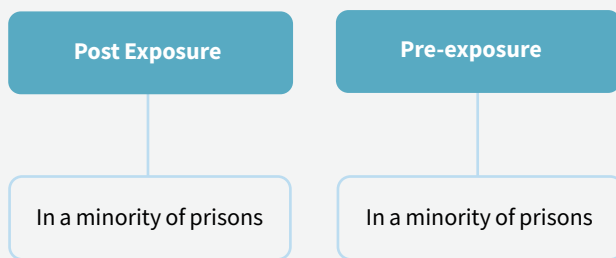 Post Exposure
Pre-exposure
In a minority of prisons
In a minority of prisons